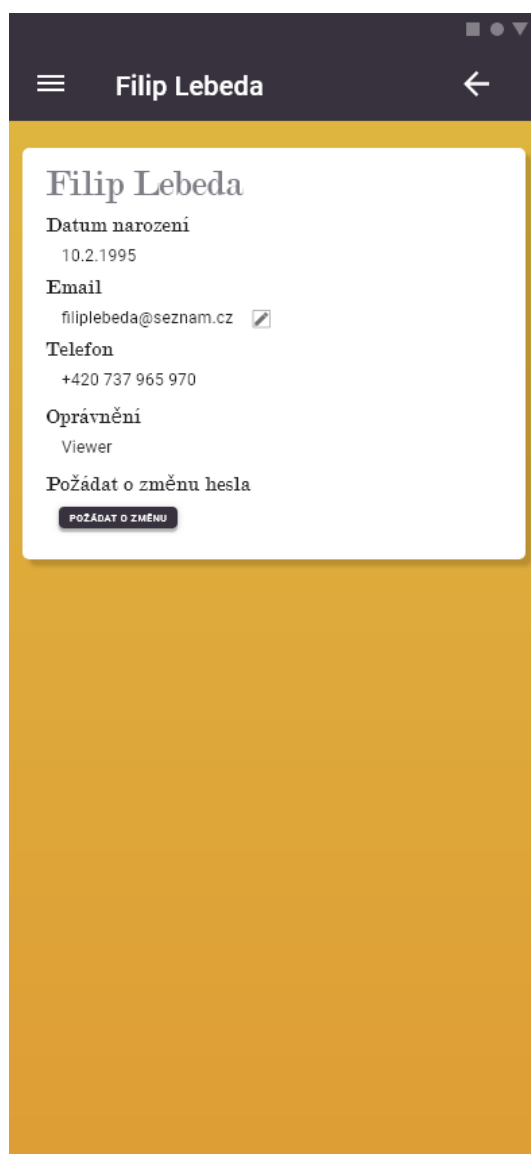 Filip Lebeda
Filip Lebeda
Datum narození
10.2.1995
Email
filiplebeda@seznam.cz
Telefon
+420 737 965 970
Oprávnění
Viewer
Požádat o změnu hesla
POŽÁDAT O ZMĚNU